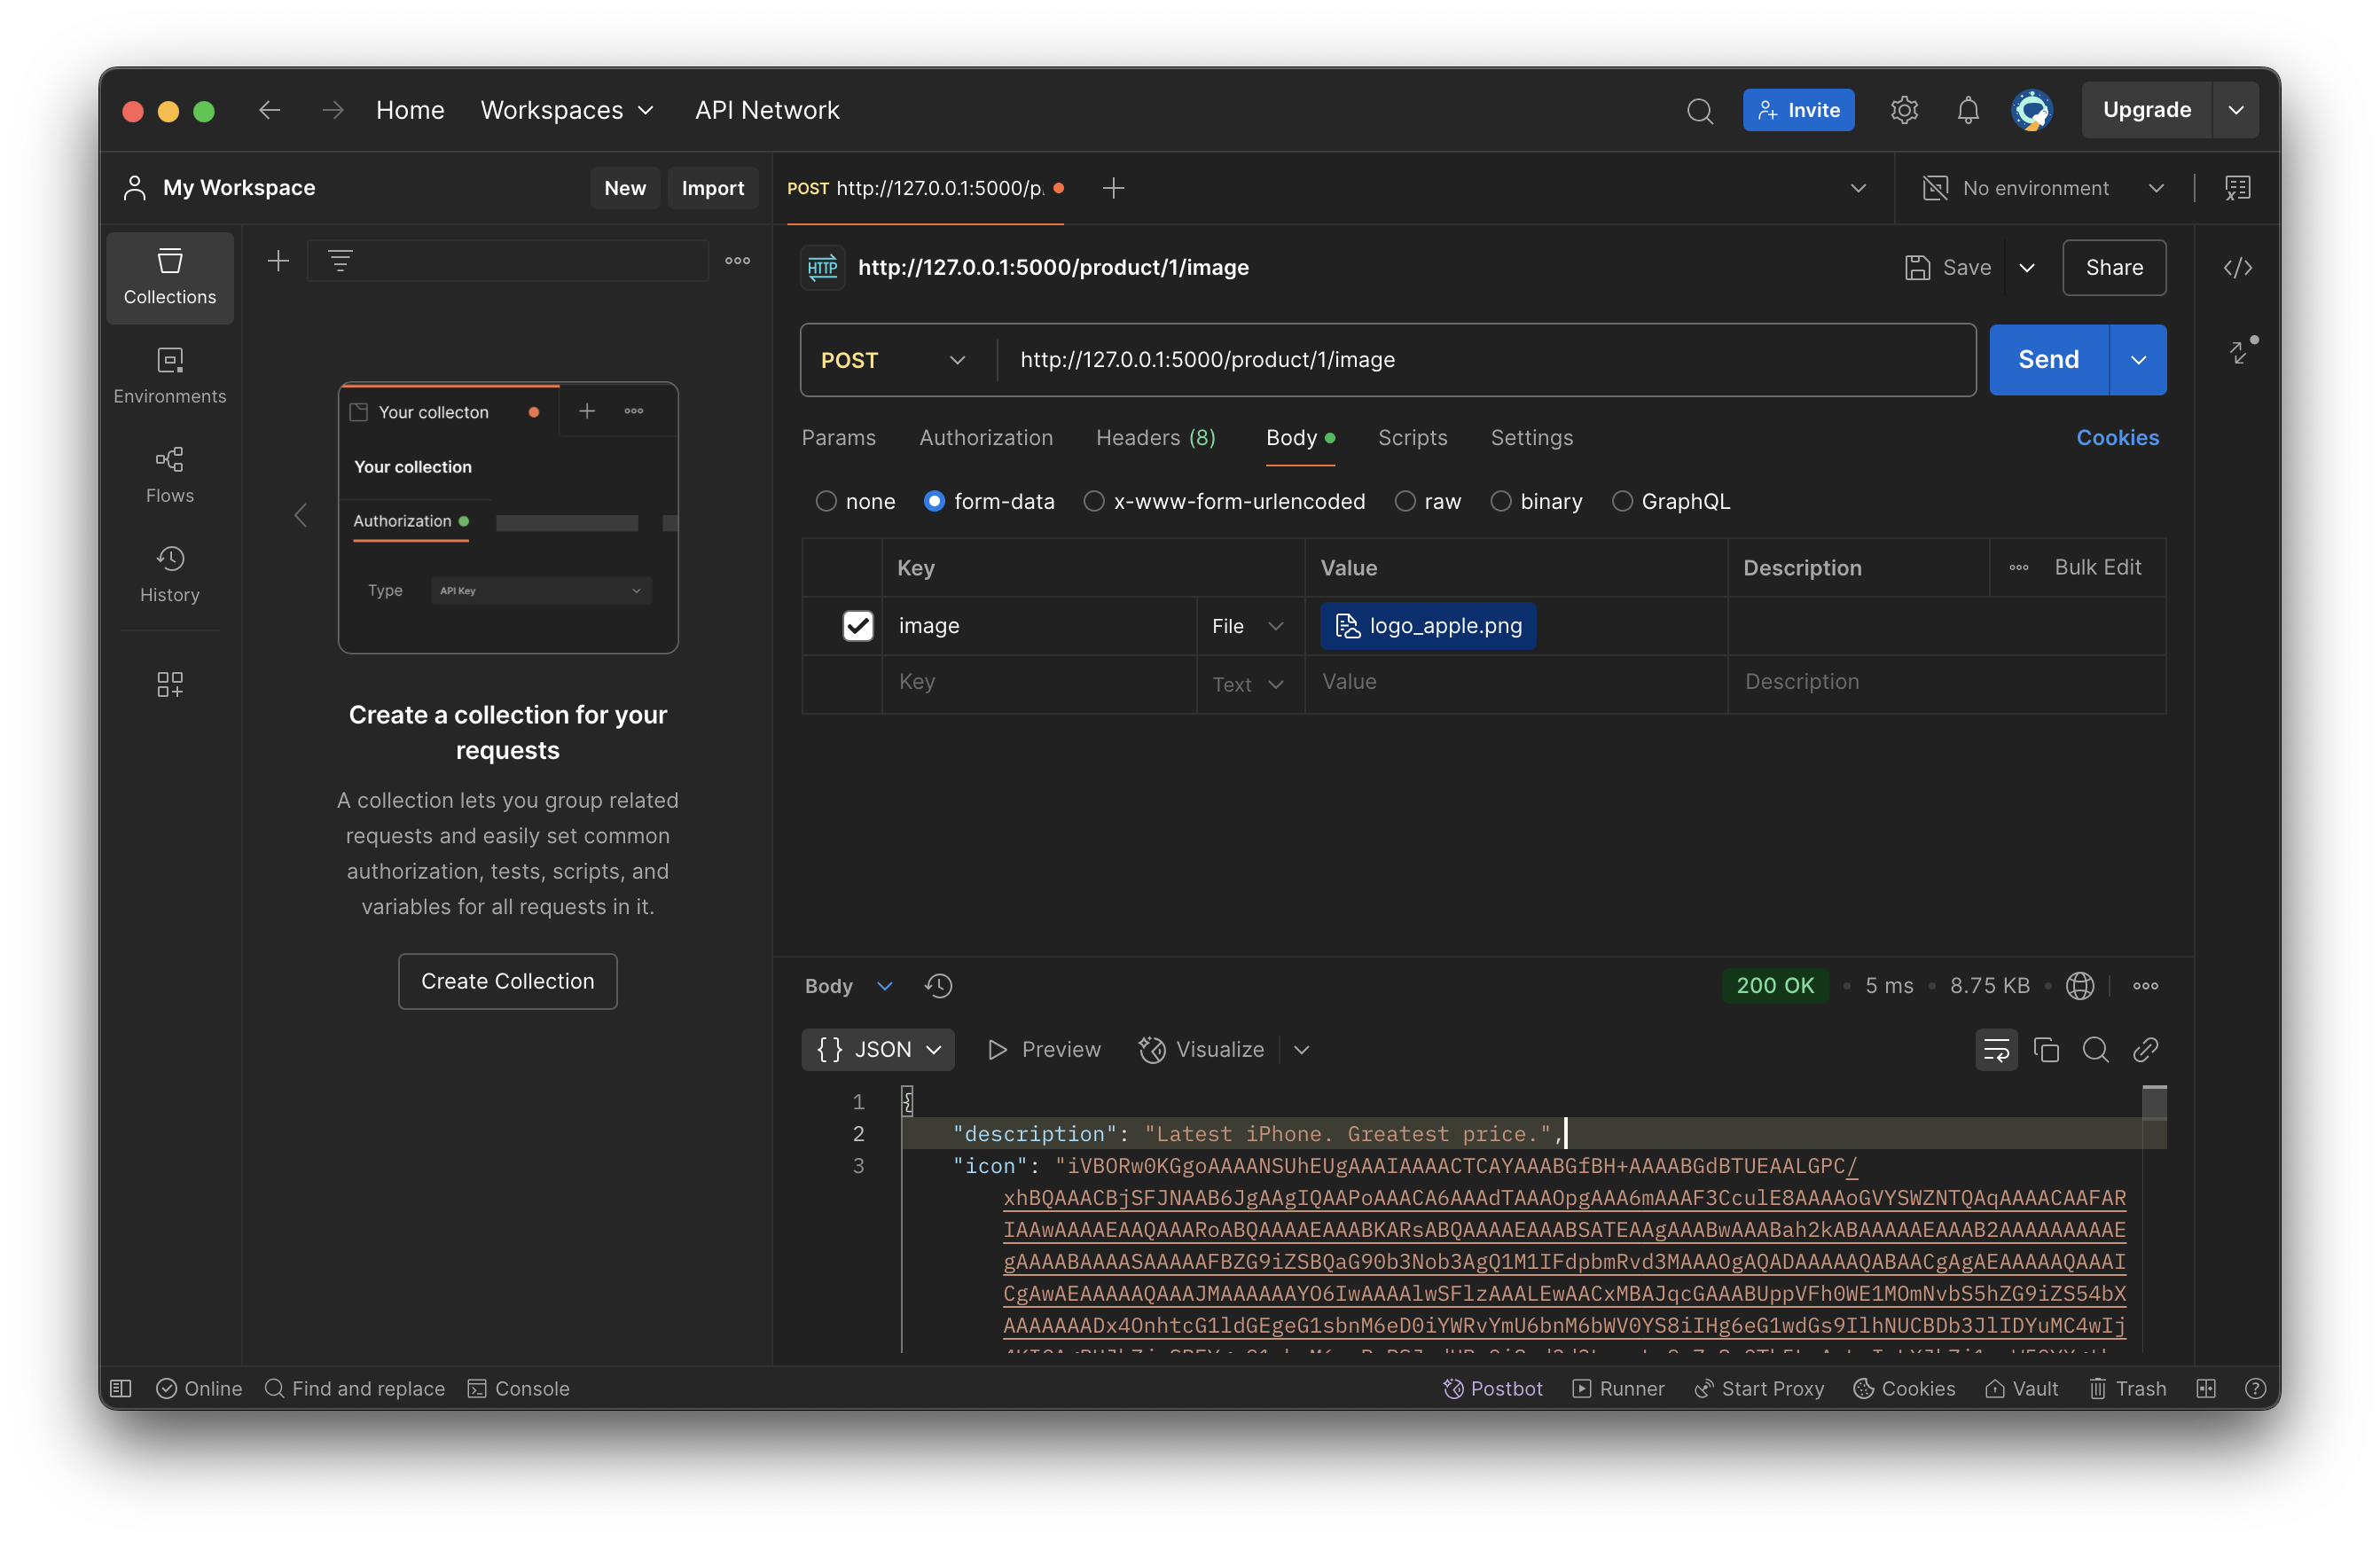 Home Workspaces API Network Invite Upgrade
My Workspace New Import
POST http://127.0.0.1:5000/p. No environment
Collections
Environments
Flows
History
Your collecton
Your collection
Authorization
Type API Key
Create a collection for your
requests
A collection lets you group related
requests and easily set common
authorization, tests, scripts, and
variables for all requests in it.
Create Collection
HTTP http://127.0.0.1:5000/product/1/image Save Share
POST http://127.0.0.1:5000/product/1/image Send
Params Authorization Headers (8) Body Scripts Settings Cookies
none form-data x-www-form-urlencoded raw binary GraphQL
Key Value Description Bulk Edit
image File logo_apple.png
Key Text Value Description
Body 200 OK 5 ms 8.75 KB
{} JSON Preview Visualize
1 {
2 "description": "Latest iPhone. Greatest price.",
3 "icon": "iVBORw0KGgoAAAANSUhEUgAAAIAAAACTCAYAAABGfBH+AAAABGdBTUEAALGPC/
xhBQAAACBjSFJNAAB6JgAAgIQAAPoAAACA6AAAdTAAAOpgAAA6mAAAF3CculE8AAAAoGVYSWZNTQAqAAAACAAFAR
IAAwAAAAEAAQAAARoABQAAAAEAAABKARsABQAAAAEAAABSATEAAgAAABwAAABah2kABAAAAAEAAAB2AAAAAAAAAE
gAAAABAAAASAAAAAFBZG9iZSBQaG90b3Nob3AgQ1M1IFdpbmRvd3MAAAOgAQADAAAAAQABAACgAgAEAAAAAQAAAI
CgAwAEAAAAAQAAAJMAAAAAAYO6IwAAAAlwSFlzAAALEwAACxMBAJqcGAAABUppVFh0WE1MOmNvbS5hZG9iZS54bX
AAAAAAADx4OnhtcG1ldGEgeG1sbnM6eD0iYWRvYmU6bnM6bWV0YS8iIHg6eG1wdGs9IlhNUCBDb3JlIDYuMC4wIj
Online Find and replace Console Postbot Runner Start Proxy Cookies Vault Trash